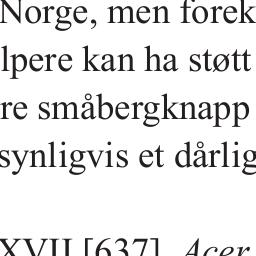 Norge, men forek
lpere kan ha støtt
re småbergknapp
synligvis et dårlig
XVII [637]. Acer